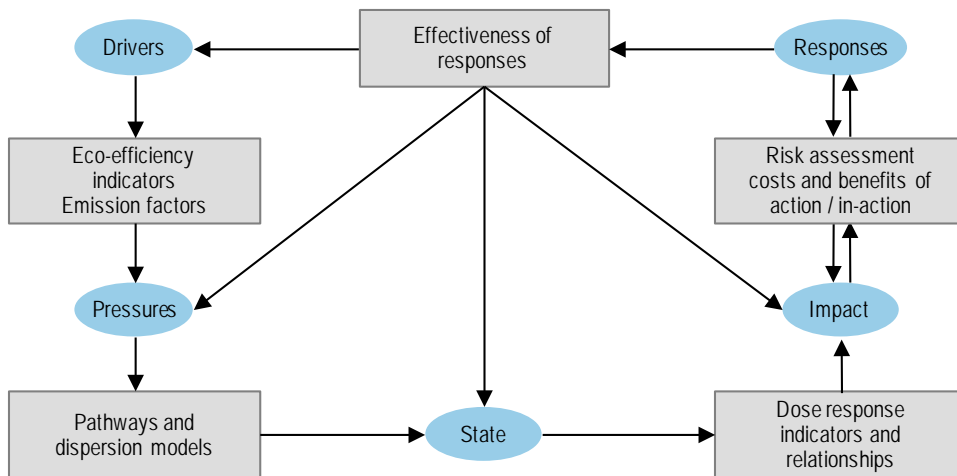 Drivers
Effectiveness of
responses
Responses
Eco-efficiency
indicators
Emission factors
Risk assessment
costs and benefits of
action / in-action
Pressures
Impact
Pathways and
dispersion models
State
Dose response
indicators and
relationships